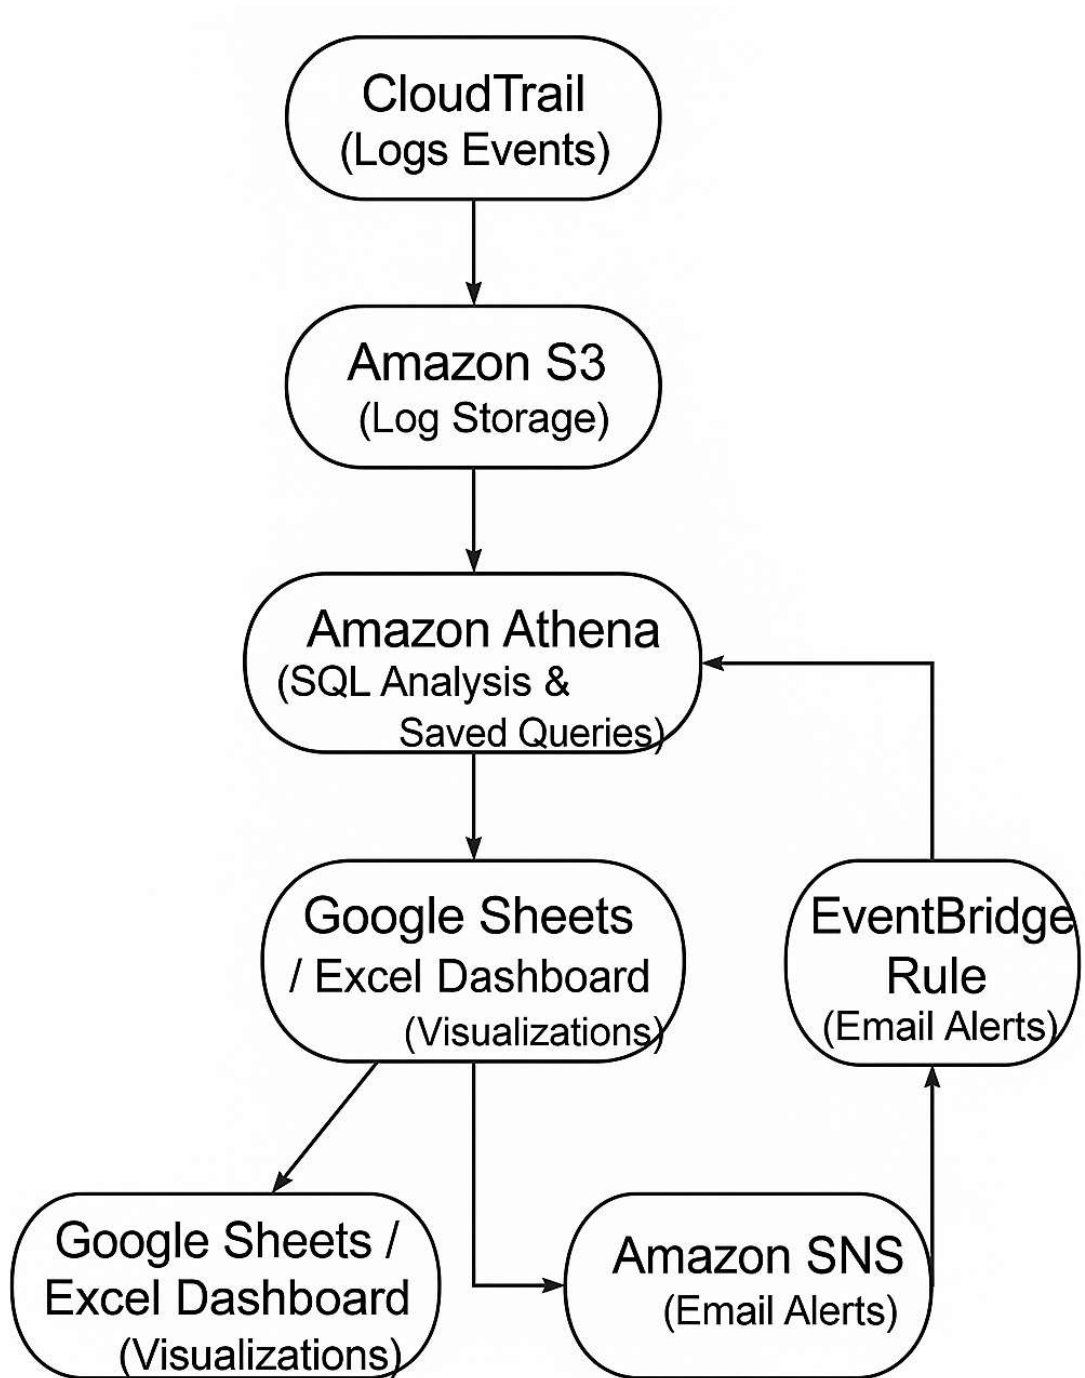 CloudTrail
(Logs Events)
Amazon S3
(Log Storage)
Amazon Athena
(SQL Analysis &
Saved Queries)
Google Sheets
/ Excel Dashboard
(Visualizations)
EventBridge
Rule
(Email Alerts)
Google Sheets /
Excel Dashboard
(Visualizations)
Amazon SNS
(Email Alerts)